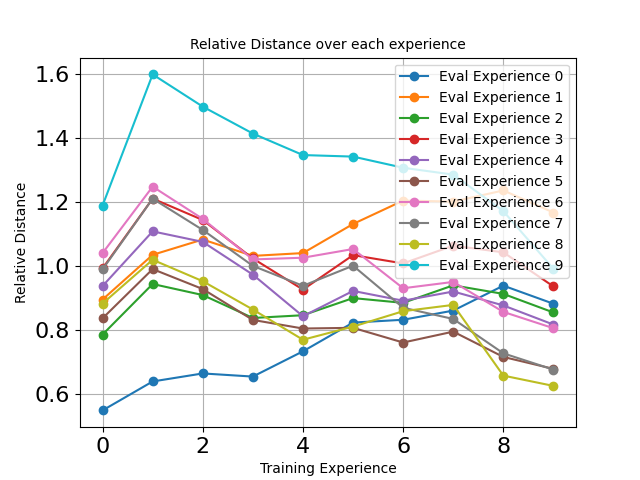 Relative Distance over each experience
1.6
1.4
1.2
1.0
0.8
0.6
Relative Distance
0
2
4
6
8
Training Experience
Eval Experience 0
Eval Experience 1
Eval Experience 2
Eval Experience 3
Eval Experience 4
Eval Experience 5
Eval Experience 6
Eval Experience 7
Eval Experience 8
Eval Experience 9